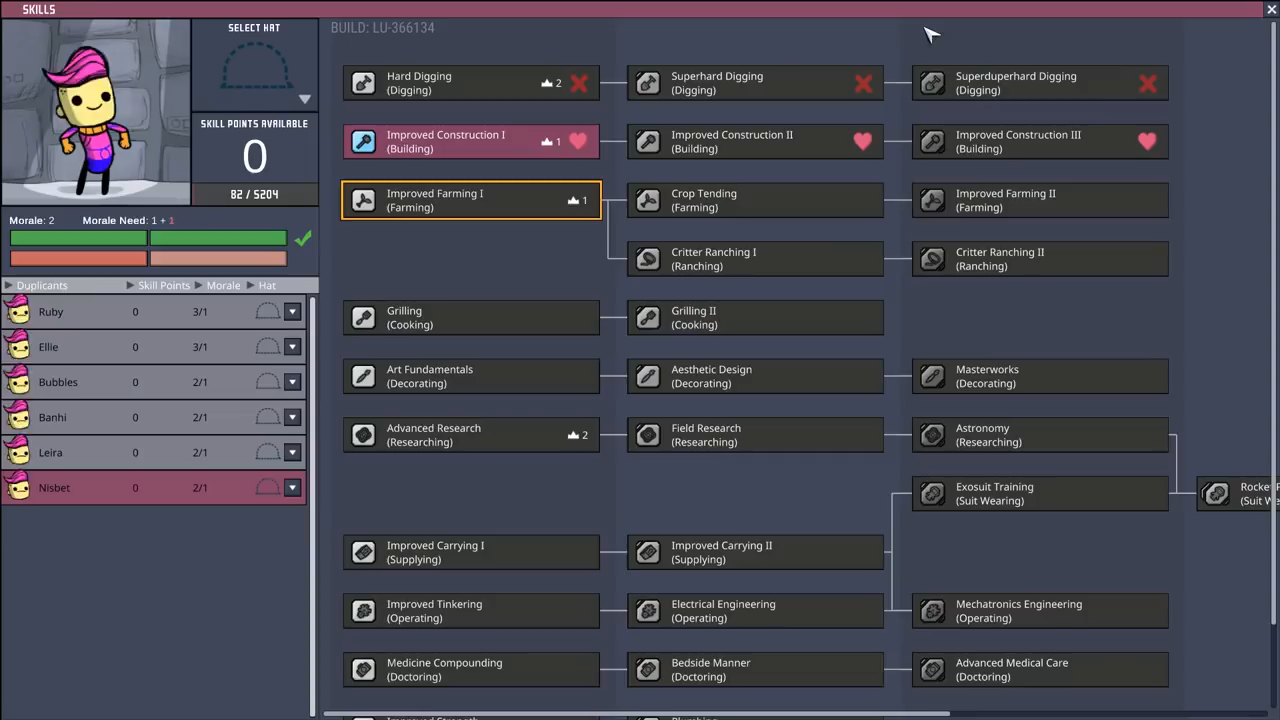 SKILLS
SELECT HAT
BUILD: LU-366134
SKILL POINTS AVAILABLE
0
82 / 5204
Morale: 2 Morale Need: 1 + 1
Duplicants Skill Points Morale Hat
Ruby 0 3/1
Ellie 0 3/1
Bubbles 0 2/1
Banhi 0 2/1
Leira 0 2/1
Nisbet 0 2/1
Hard Digging
(Digging)
2
Superhard Digging
(Digging)
Superduperhard Digging
(Digging)
Improved Construction I
(Building)
1
Improved Construction II
(Building)
Improved Construction III
(Building)
Improved Farming I
(Farming)
1
Crop Tending
(Farming)
Improved Farming II
(Farming)
Critter Ranching I
(Ranching)
Critter Ranching II
(Ranching)
Grilling
(Cooking)
Grilling II
(Cooking)
Art Fundamentals
(Decorating)
Aesthetic Design
(Decorating)
Masterworks
(Decorating)
Advanced Research
(Researching)
2
Field Research
(Researching)
Astronomy
(Researching)
Exosuit Training
(Suit Wearing)
Rocket P
(Suit We
Improved Carrying I
(Supplying)
Improved Carrying II
(Supplying)
Improved Tinkering
(Operating)
Electrical Engineering
(Operating)
Mechatronics Engineering
(Operating)
Medicine Compounding
(Doctoring)
Bedside Manner
(Doctoring)
Advanced Medical Care
(Doctoring)
Improved Strength
Plumbing